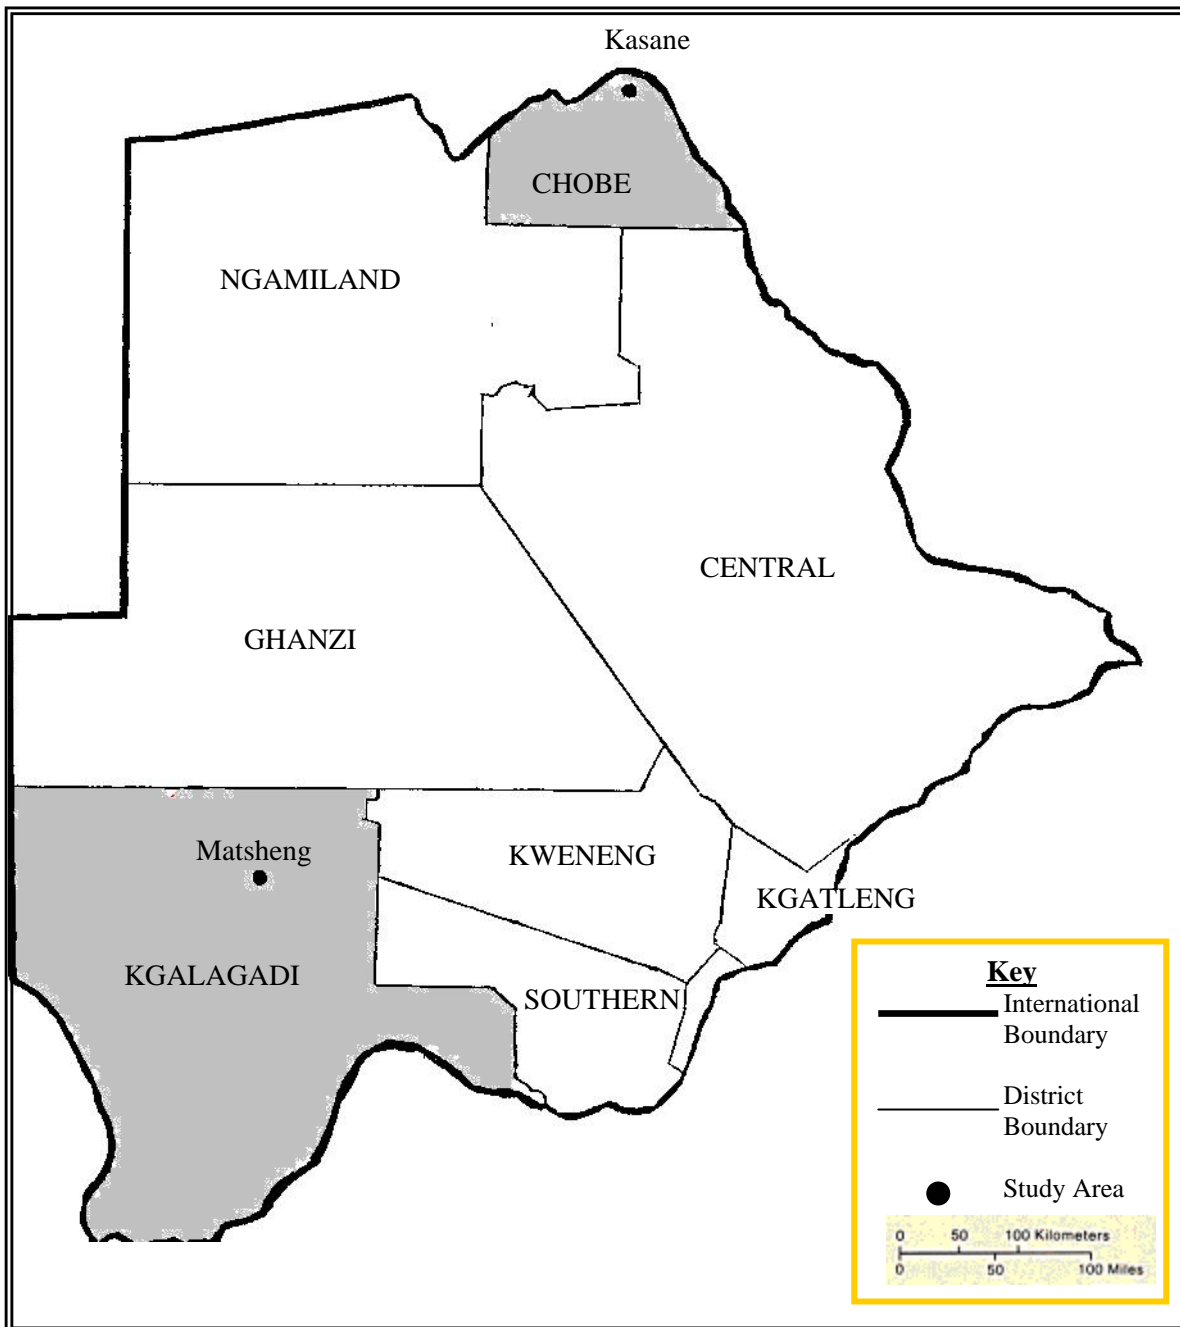 Kasane
CHOBE
NGAMILAND
CENTRAL
GHANZI
Matsheng
KWENENG
KGATLENG
KGALAGADI
SOUTHERN
Key
International
Boundary
District
Boundary
Study Area
0 50 100 Kilometers
0 50 100 Miles